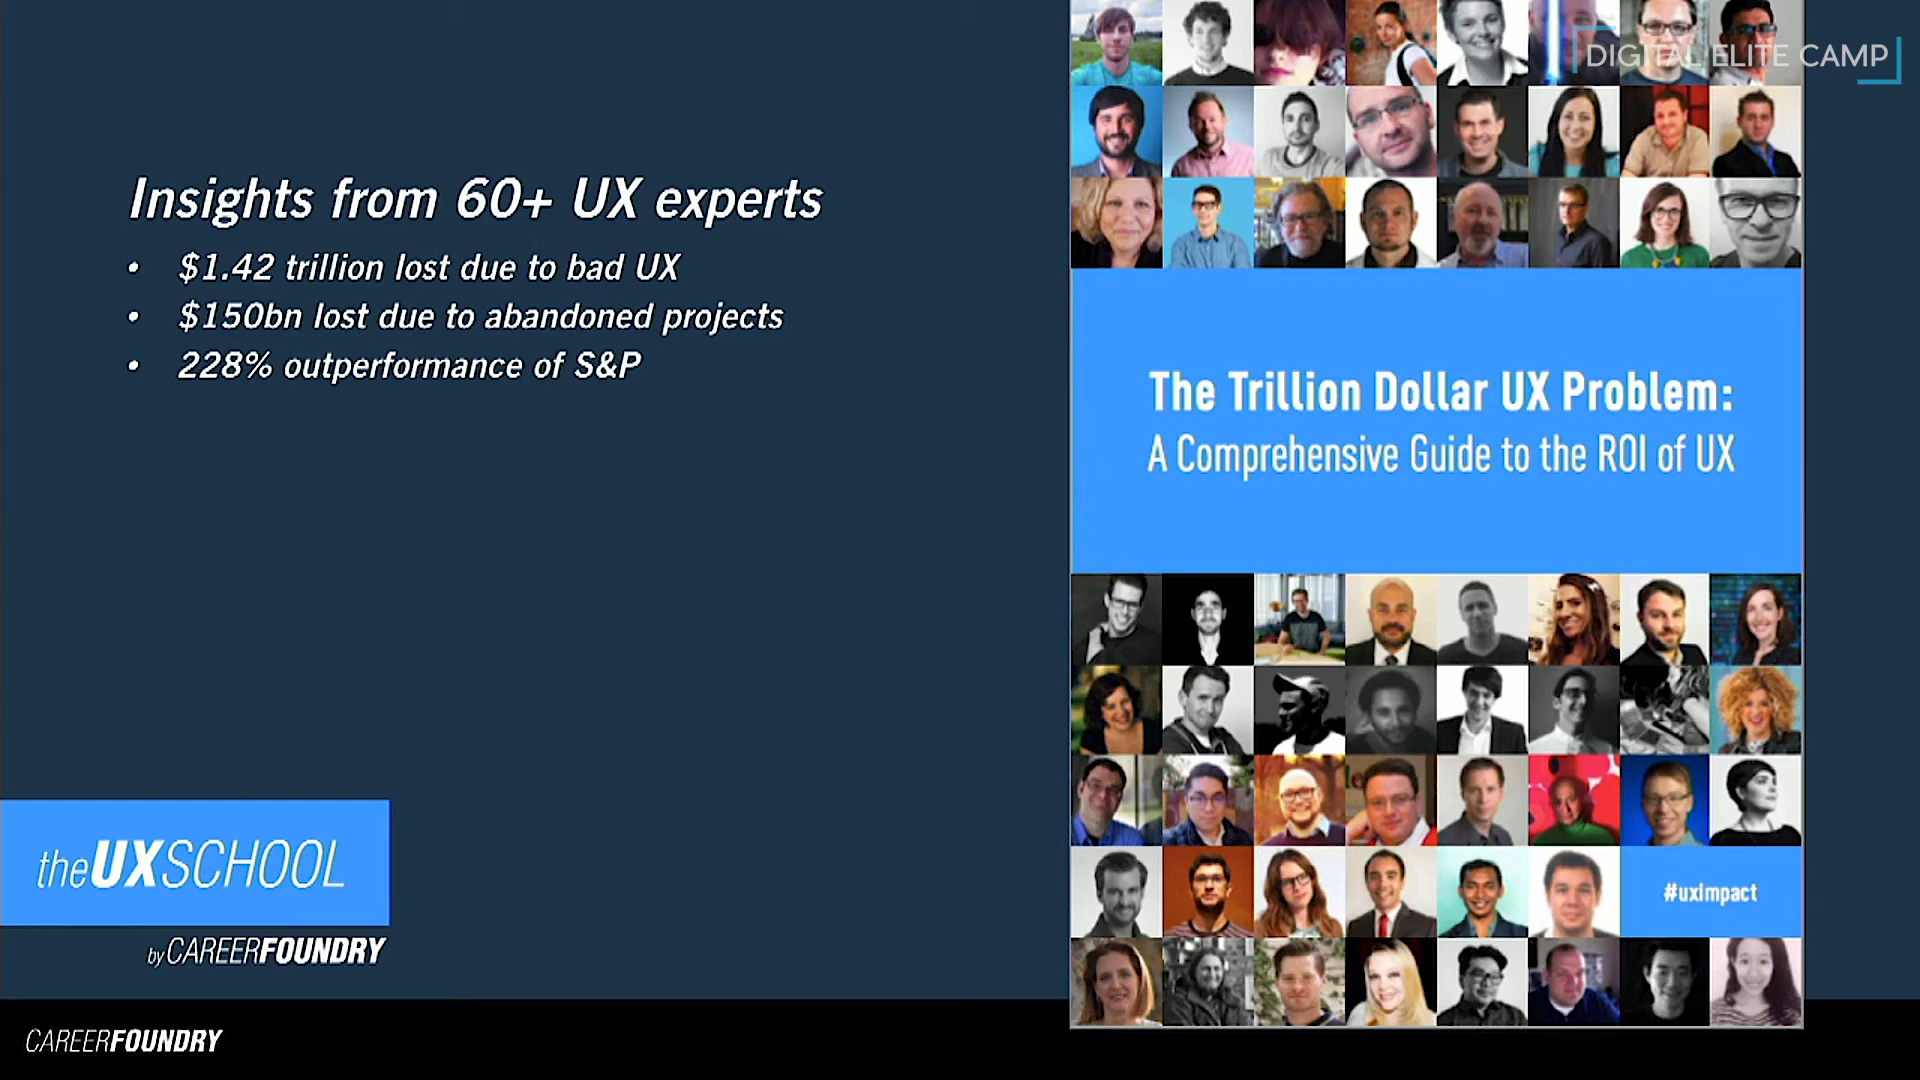 DIGITAL ELITE CAMP
Insights from 60+ UX experts
• $1.42 trillion lost due to bad UX
• $150bn lost due to abandoned projects
• 228% outperformance of S&P
The Trillion Dollar UX Problem:
A Comprehensive Guide to the ROI of UX
#uxImpact
theUXSCHOOL
by CAREERFOUNDRY
CAREERFOUNDRY